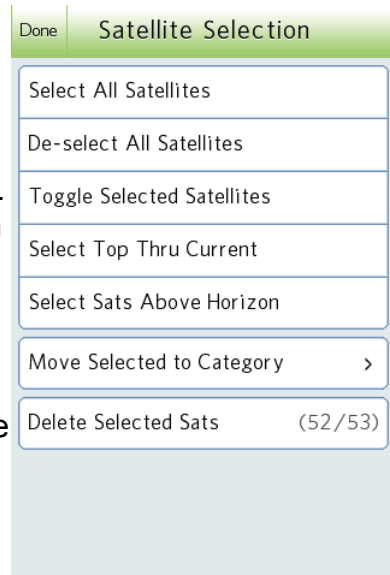 Done Satellite Selection
Select All Satellites
De-select All Satellites
Toggle Selected Satellites
Select Top Thru Current
Select Sats Above Horizon
Move Selected to Category >
e
Delete Selected Sats (52/53)